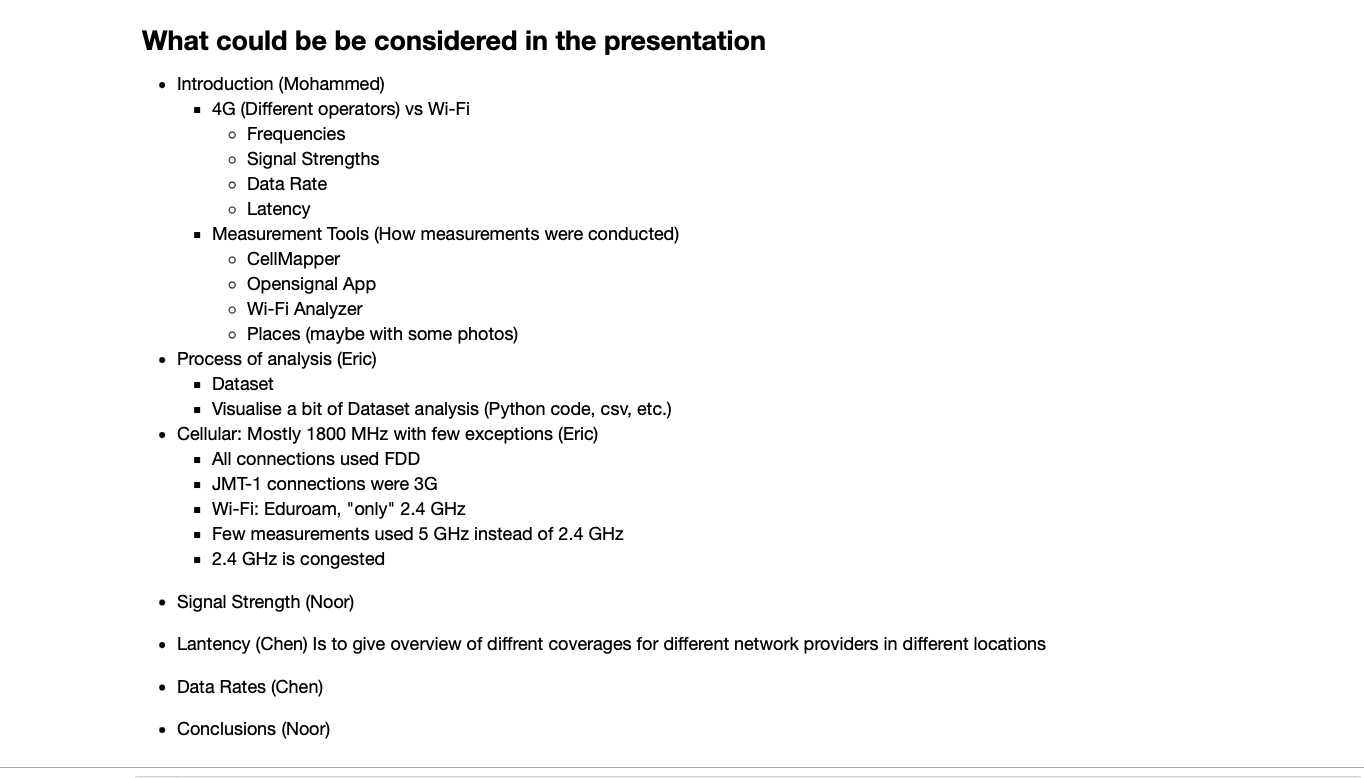 What could be be considered in the presentation
Introduction (Mohammed)
4G (Different operators) vs Wi-Fi
Frequencies
Signal Strengths
Data Rate
Latency
Measurement Tools (How measurements were conducted)
CellMapper
Opensignal App
Wi-Fi Analyzer
Places (maybe with some photos)
Process of analysis (Eric)
Dataset
Visualise a bit of Dataset analysis (Python code, csv, etc.)
Cellular: Mostly 1800 MHz with few exceptions (Eric)
All connections used FDD
JMT-1 connections were 3G
Wi-Fi: Eduroam, "only" 2.4 GHz
Few measurements used 5 GHz instead of 2.4 GHz
2.4 GHz is congested
Signal Strength (Noor)
Lantency (Chen) Is to give overview of diffrent coverages for different network providers in different locations
Data Rates (Chen)
Conclusions (Noor)